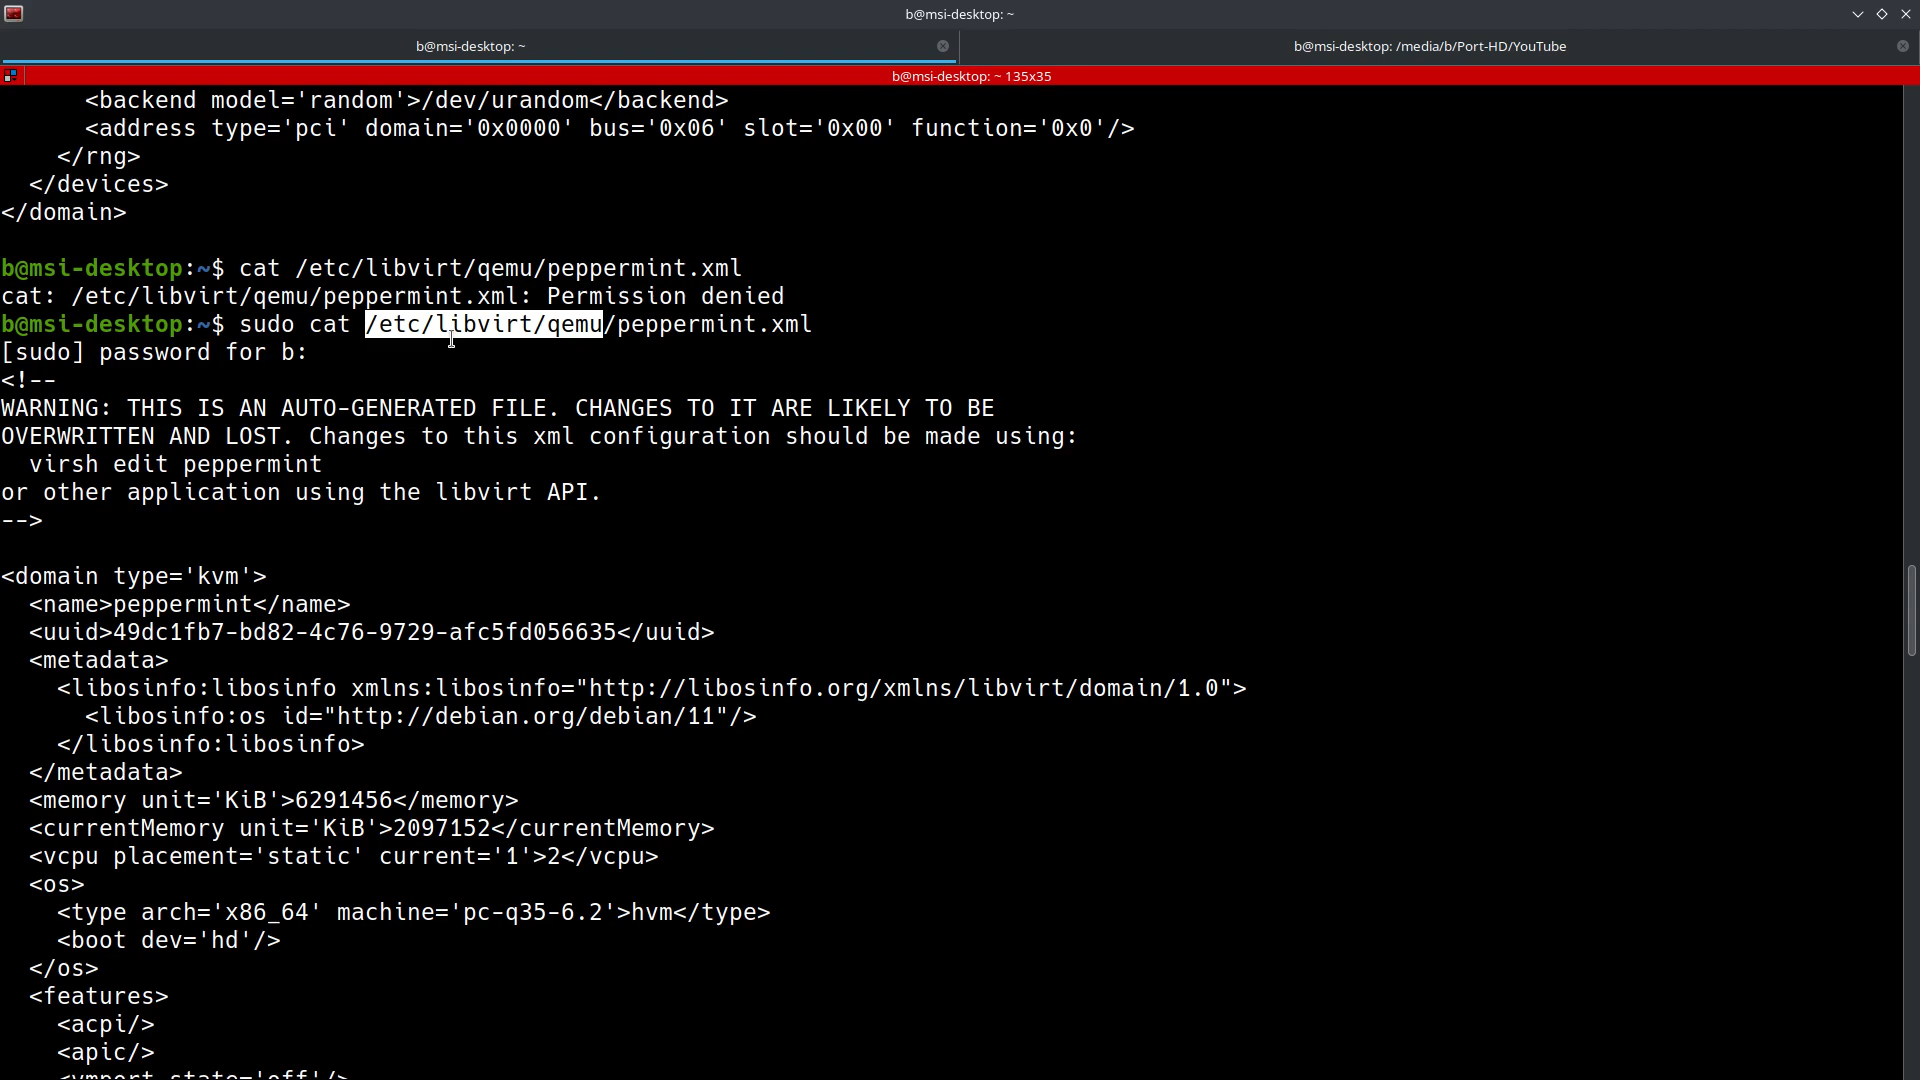 b@msi-desktop: ~
b@msi-desktop: ~
b@msi-desktop: /media/b/Port-HD/YouTube
b@msi-desktop: ~ 135x35
      <backend model='random'>/dev/urandom</backend>
      <address type='pci' domain='0x0000' bus='0x06' slot='0x00' function='0x0'/>
    </rng>
  </devices>
</domain>
b@msi-desktop:~$ cat /etc/libvirt/qemu/peppermint.xml
cat: /etc/libvirt/qemu/peppermint.xml: Permission denied
b@msi-desktop:~$ sudo cat /etc/libvirt/qemu/peppermint.xml
[sudo] password for b:
<!--
WARNING: THIS IS AN AUTO-GENERATED FILE. CHANGES TO IT ARE LIKELY TO BE
OVERWRITTEN AND LOST. Changes to this xml configuration should be made using:
  virsh edit peppermint
or other application using the libvirt API.
-->
<domain type='kvm'>
  <name>peppermint</name>
  <uuid>49dc1fb7-bd82-4c76-9729-afc5fd056635</uuid>
  <metadata>
    <libosinfo:libosinfo xmlns:libosinfo="http://libosinfo.org/xmlns/libvirt/domain/1.0">
      <libosinfo:os id="http://debian.org/debian/11"/>
    </libosinfo:libosinfo>
  </metadata>
  <memory unit='KiB'>6291456</memory>
  <currentMemory unit='KiB'>2097152</currentMemory>
  <vcpu placement='static' current='1'>2</vcpu>
  <os>
    <type arch='x86_64' machine='pc-q35-6.2'>hvm</type>
    <boot dev='hd'/>
  </os>
  <features>
    <acpi/>
    <apic/>
    <vmport state='off'/>